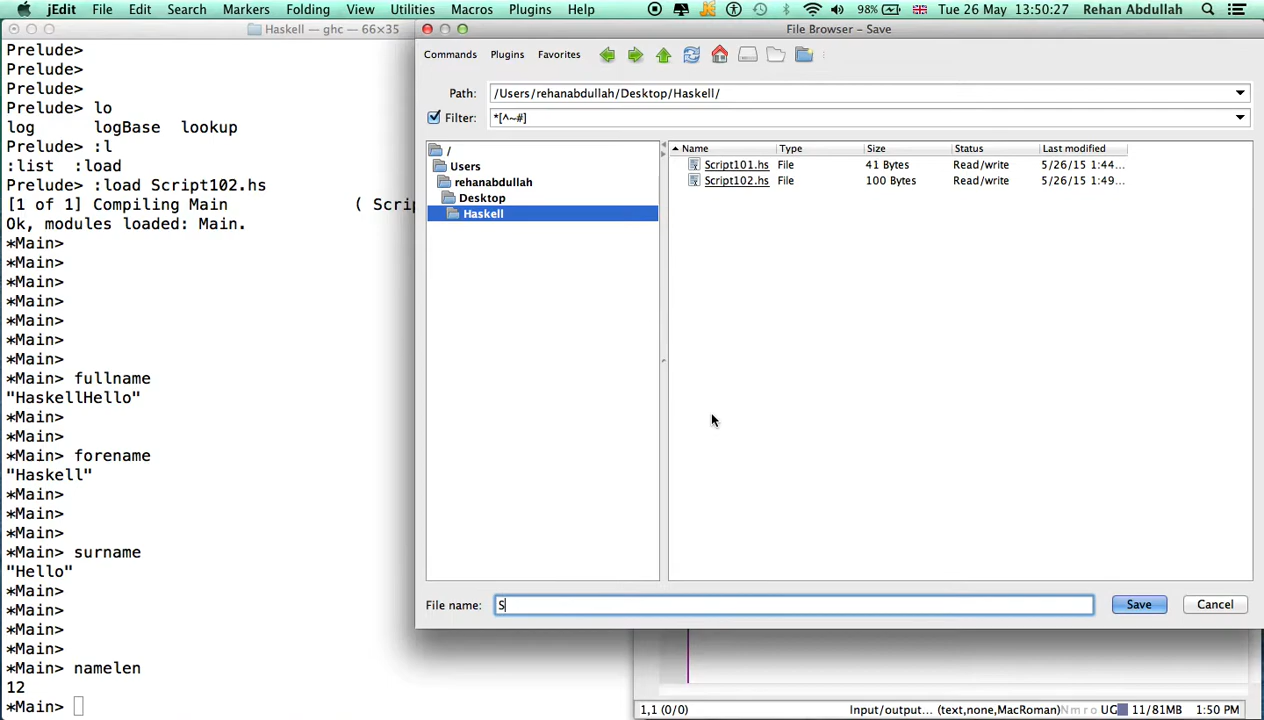 jEdit File Edit Search Markers Folding View Utilities Macros Plugins Help 98% Tue 26 May 13:50:27 Rehan Abdullah
Haskell — ghc — 66×35
Prelude>
Prelude>
Prelude>
Prelude> lo
log logBase lookup
Prelude> :l
:list :load
Prelude> :load Script102.hs
[1 of 1] Compiling Main ( Scrip
Ok, modules loaded: Main.
*Main>
*Main>
*Main>
*Main>
*Main>
*Main>
*Main>
*Main> fullname
"HaskellHello"
*Main>
*Main>
*Main> forename
"Haskell"
*Main>
*Main>
*Main>
*Main> surname
"Hello"
*Main>
*Main>
*Main>
*Main>
*Main> namelen
12
*Main>
File Browser – Save
Commands Plugins Favorites
Path: /Users/rehanabdullah/Desktop/Haskell/
Filter: *[^~#]
/
Users
rehanabdullah
Desktop
Haskell
Name Type Size Status Last modified
Script101.hs File 41 Bytes Read/write 5/26/15 1:44...
Script102.hs File 100 Bytes Read/write 5/26/15 1:49...
File name: S
Save Cancel
1,1 (0/0) Input/output... (text,none,MacRoman) N m r o UG 11/81MB 1:50 PM